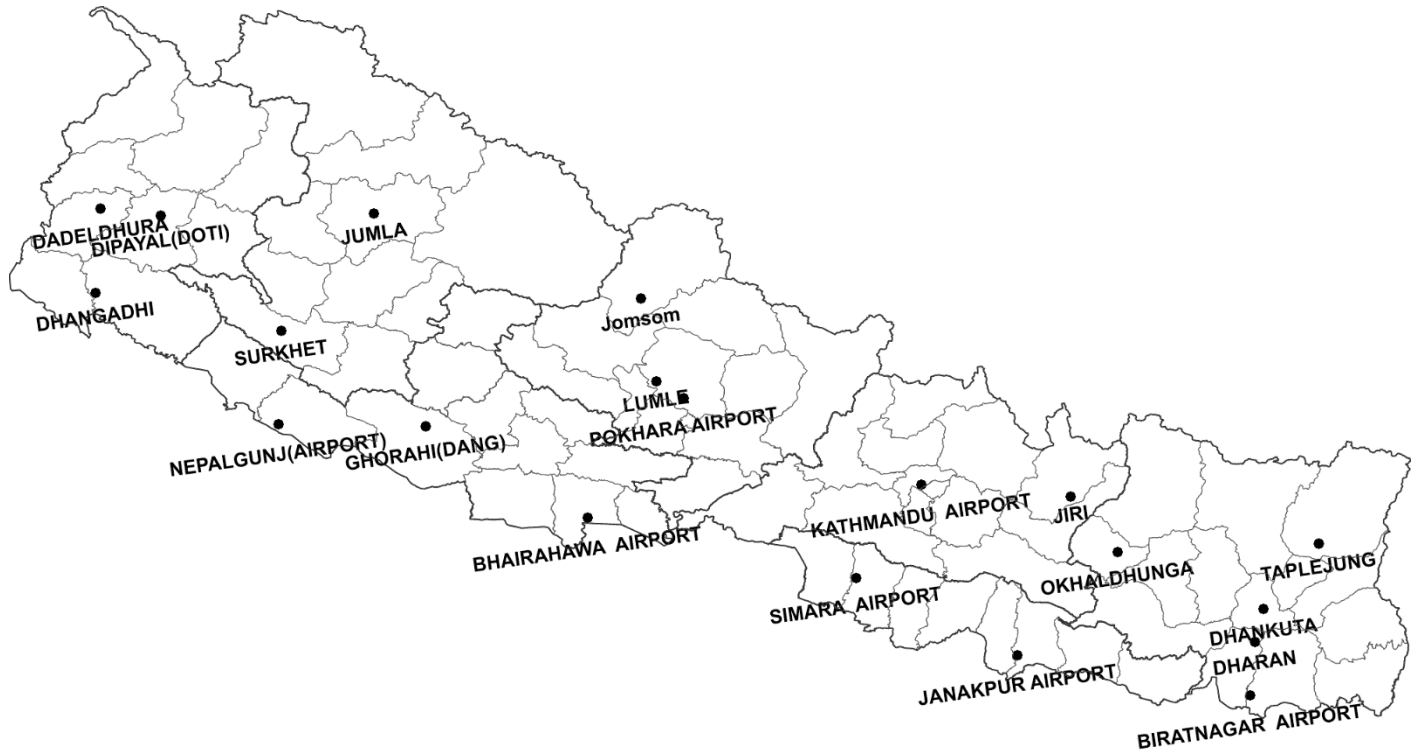 DADELDHURA
DIPAYAL(DOTI)
JUMLA
DHANGADHI
Jomsom
SURKHET
LUMLE
POKHARA AIRPORT
NEPALGUNJ(AIRPORT)
GHORAHI(DANG)
KATHMANDU AIRPORT
JIRI
BHAIRAHAWA AIRPORT
OKHALDHUNGA
TAPLEJUNG
SIMARA AIRPORT
DHANKUTA
DHARAN
JANAKPUR AIRPORT
BIRATNAGAR AIRPORT